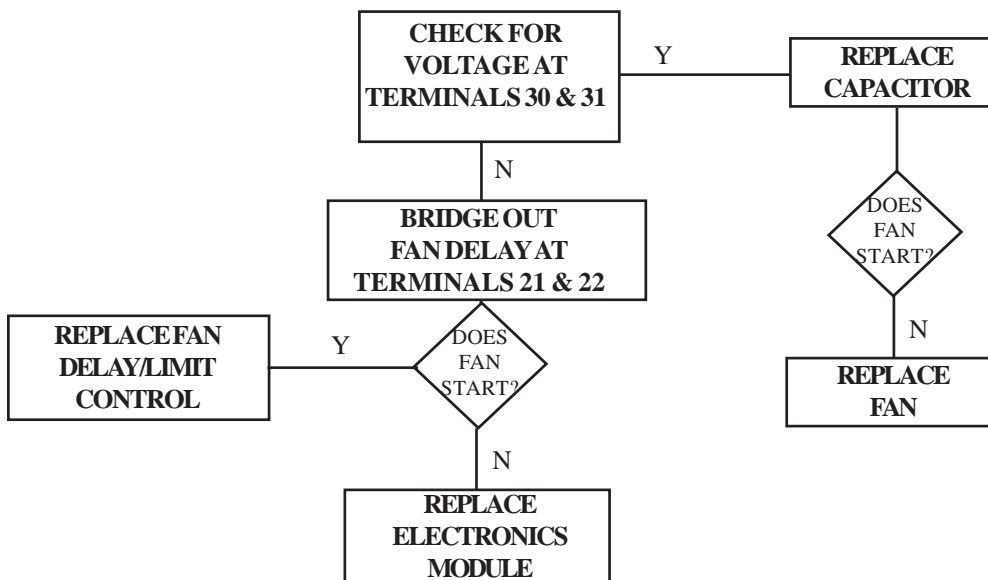 CHECK FOR
VOLTAGE AT
TERMINALS 30 & 31
Y
REPLACE
CAPACITOR
N
DOES
FAN
START?
BRIDGE OUT
FAN DELAY AT
TERMINALS 21 & 22
N
REPLACE
FAN
REPLACE FAN
DELAY/LIMIT
CONTROL
Y
DOES
FAN
START?
N
REPLACE
ELECTRONICS
MODULE